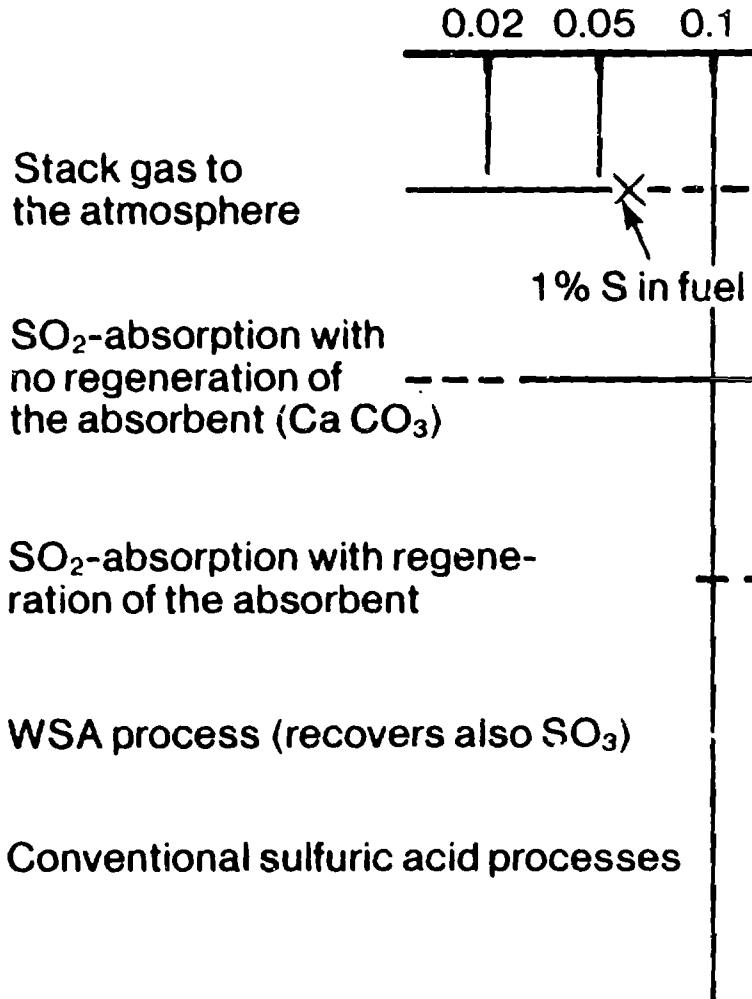 0.02 0.05 0.1
Stack gas to
the atmosphere
1% S in fuel
SO₂-absorption with
no regeneration of
the absorbent (Ca CO₃)
SO₂-absorption with regene-
ration of the absorbent
WSA process (recovers also SO₃)
Conventional sulfuric acid processes